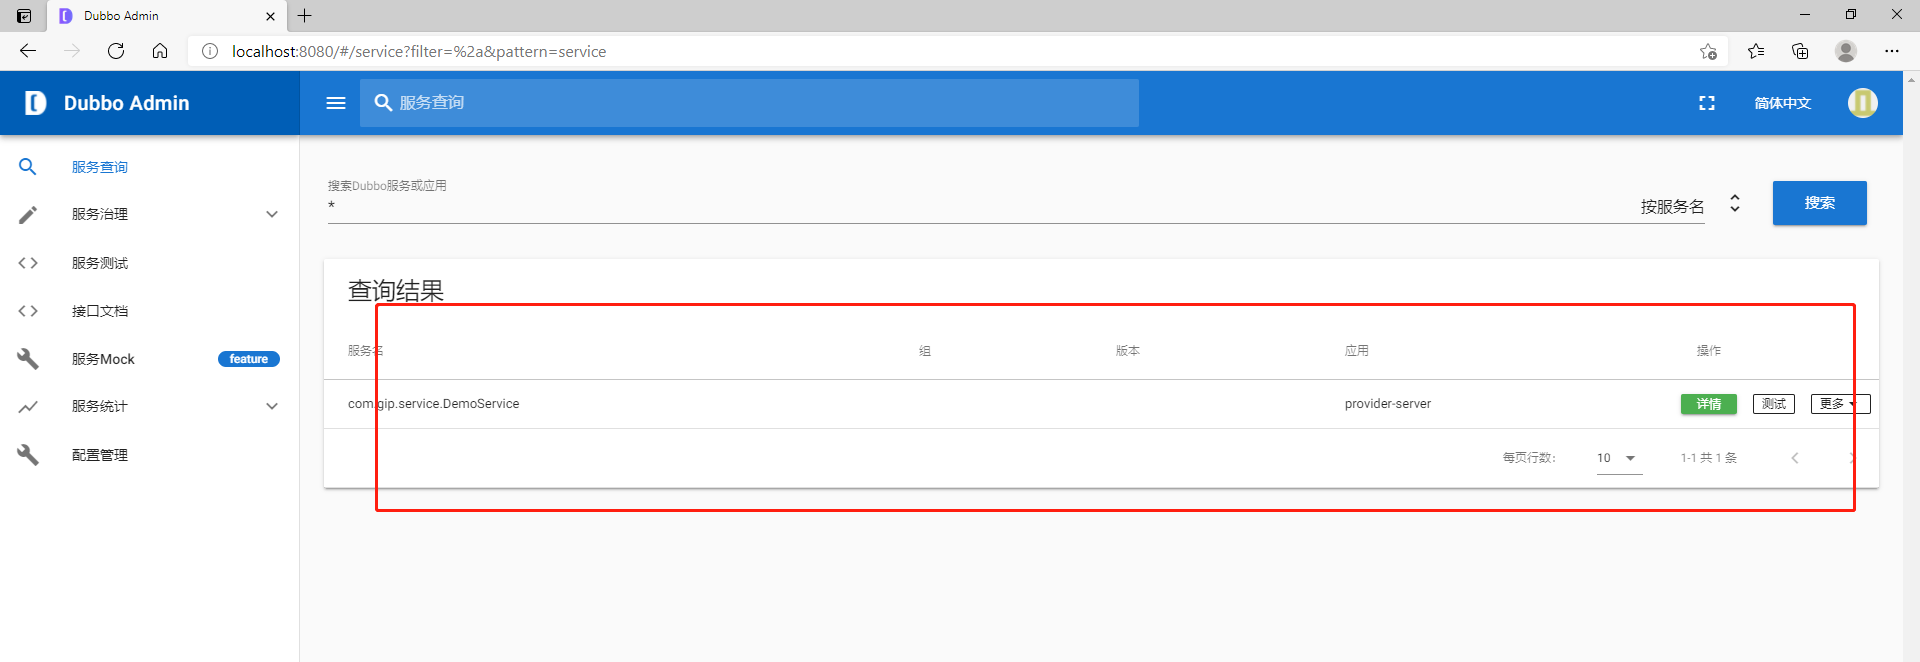 Dubbo Admin
localhost:8080/#/service?filter=%2a&pattern=service
Dubbo Admin
服务查询
简体中文
服务查询
服务治理
服务测试
接口文档
服务Mock feature
服务统计
配置管理
搜索Dubbo服务或应用
*
按服务名
搜索
查询结果
服务名 组 版本 应用 操作
com.gip.service.DemoService provider-server 详情 测试 更多
每页行数: 10 1-1 共 1 条